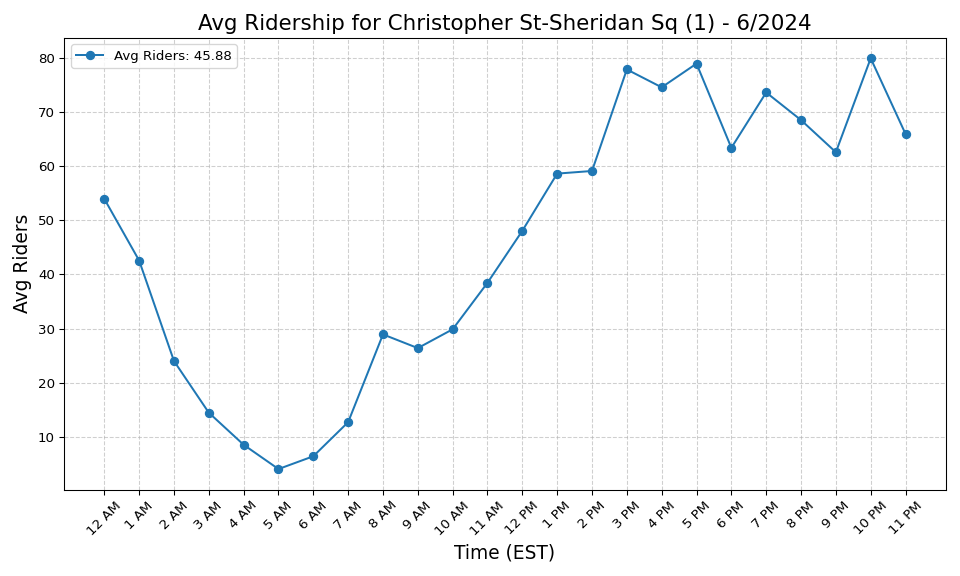 Avg Ridership for Christopher St-Sheridan Sq (1) - 6/2024
Avg Riders: 45.88
Avg Riders
80
70
60
50
40
30
20
10
12 AM
1 AM
2 AM
3 AM
4 AM
5 AM
6 AM
7 AM
8 AM
9 AM
10 AM
11 AM
12 PM
1 PM
2 PM
3 PM
4 PM
5 PM
6 PM
7 PM
8 PM
9 PM
10 PM
11 PM
Time (EST)